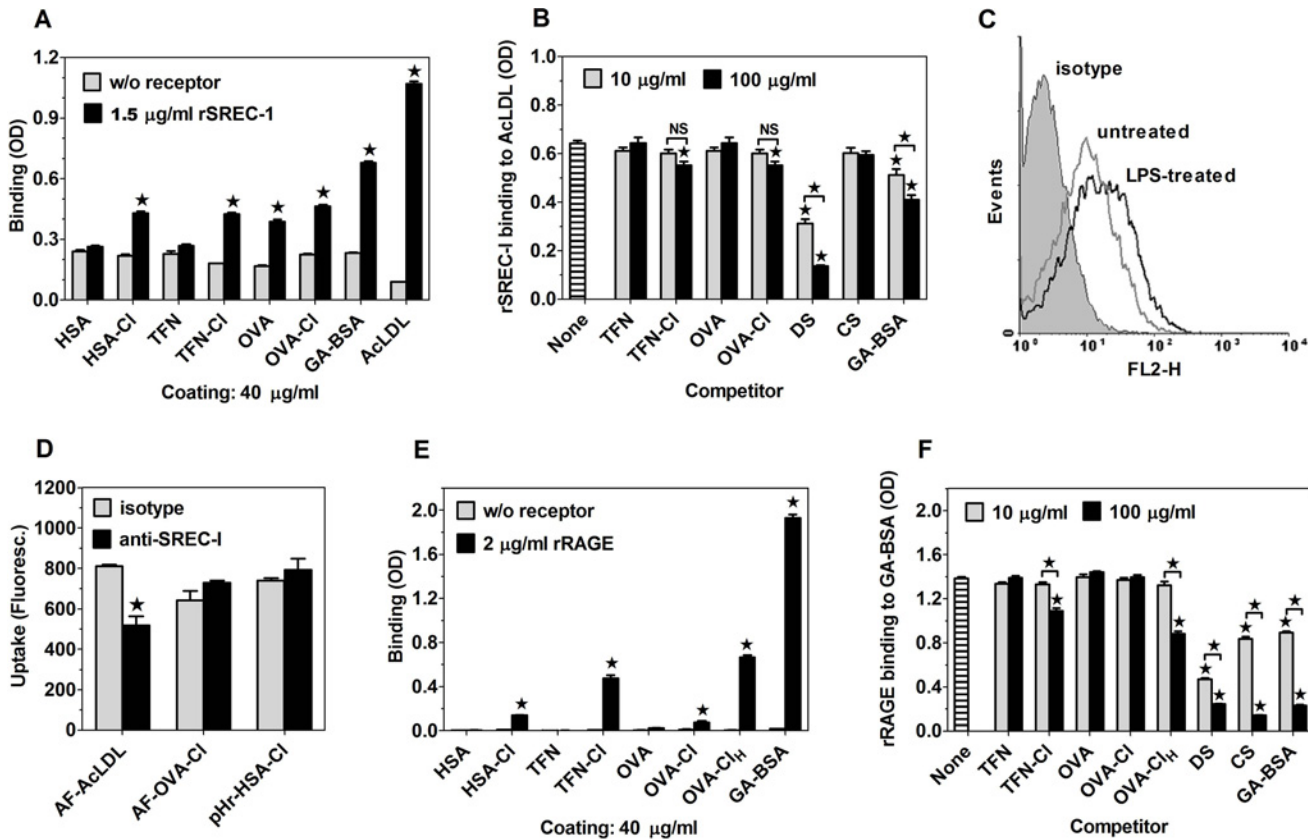 A
Binding (OD)
1.2
0.9
0.6
0.3
0.0
w/o receptor
1.5 µg/ml rSREC-1
★
★
★
★
★
★
HSA
HSA-Cl
TFN
TFN-Cl
OVA
OVA-Cl
GA-BSA
AcLDL
Coating: 40 µg/ml
B
rSREC-I binding to AcLDL (OD)
1.0
0.8
0.6
0.4
0.2
0.0
10 µg/ml
100 µg/ml
NS
★
NS
★
★
★
★
★
★
★
None
TFN
TFN-Cl
OVA
OVA-Cl
DS
CS
GA-BSA
Competitor
C
Events
0
isotype
untreated
LPS-treated
10⁰
10¹
10²
10³
10⁴
FL2-H
D
Uptake (Fluoresc.)
1200
1000
800
600
400
200
0
isotype
anti-SREC-I
★
AF-AcLDL
AF-OVA-Cl
pHr-HSA-Cl
E
Binding (OD)
2.0
1.6
1.2
0.8
0.4
0.0
w/o receptor
2 µg/ml rRAGE
★
★
★
★
★
HSA
HSA-Cl
TFN
TFN-Cl
OVA
OVA-Cl
OVA-Clₕ
GA-BSA
Coating: 40 µg/ml
F
rRAGE binding to GA-BSA (OD)
2.0
1.6
1.2
0.8
0.4
0.0
10 µg/ml
100 µg/ml
★
★
★
★
★
★
★
★
★
★
★
★
★
None
TFN
TFN-Cl
OVA
OVA-Cl
OVA-Clₕ
DS
CS
GA-BSA
Competitor